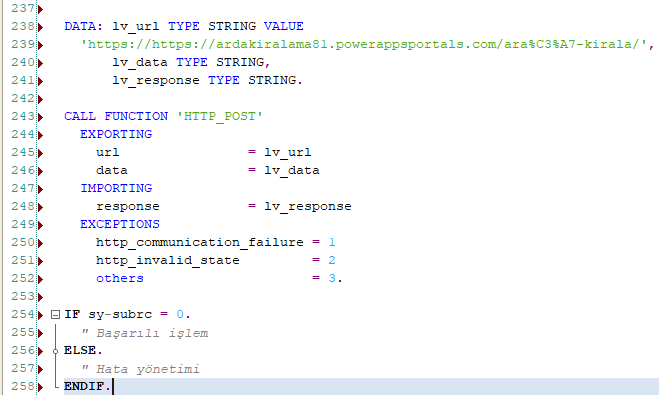 237
238 DATA: lv_url TYPE STRING VALUE
239 'https://https://ardakiralama81.powerappsportals.com/ara%C3%A7-kirala/',
240 lv_data TYPE STRING,
241 lv_response TYPE STRING.
242
243 CALL FUNCTION 'HTTP_POST'
244 EXPORTING
245 url = lv_url
246 data = lv_data
247 IMPORTING
248 response = lv_response
249 EXCEPTIONS
250 http_communication_failure = 1
251 http_invalid_state = 2
252 others = 3.
253
254 IF sy-subrc = 0.
255 " Başarılı işlem
256 ELSE.
257 " Hata yönetimi
258 ENDIF.